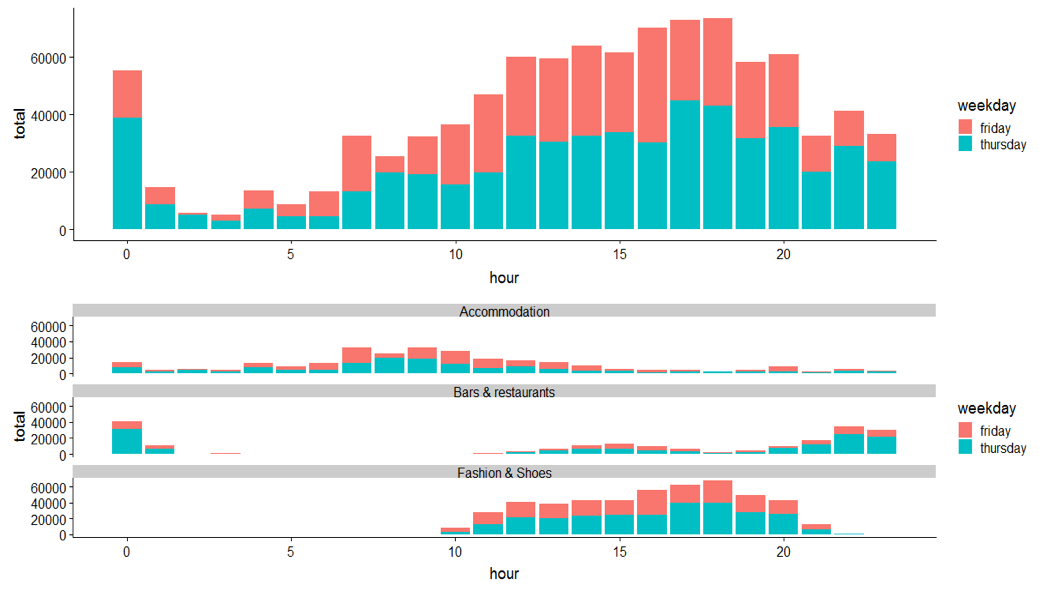 60000
40000
20000
0
total
0 5 10 15 20
hour
weekday
friday
thursday
Accommodation
60000
40000
20000
0
Bars & restaurants
60000
40000
20000
0
total
Fashion & Shoes
60000
40000
20000
0
0 5 10 15 20
hour
weekday
friday
thursday